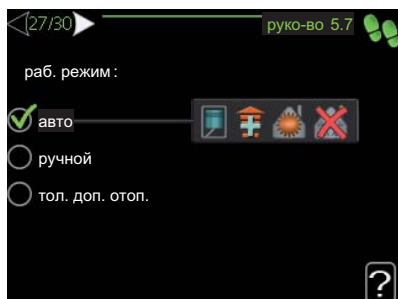 27/30 руко-во 5.7
раб. режим :
авто
ручной
тол. доп. отоп.
?